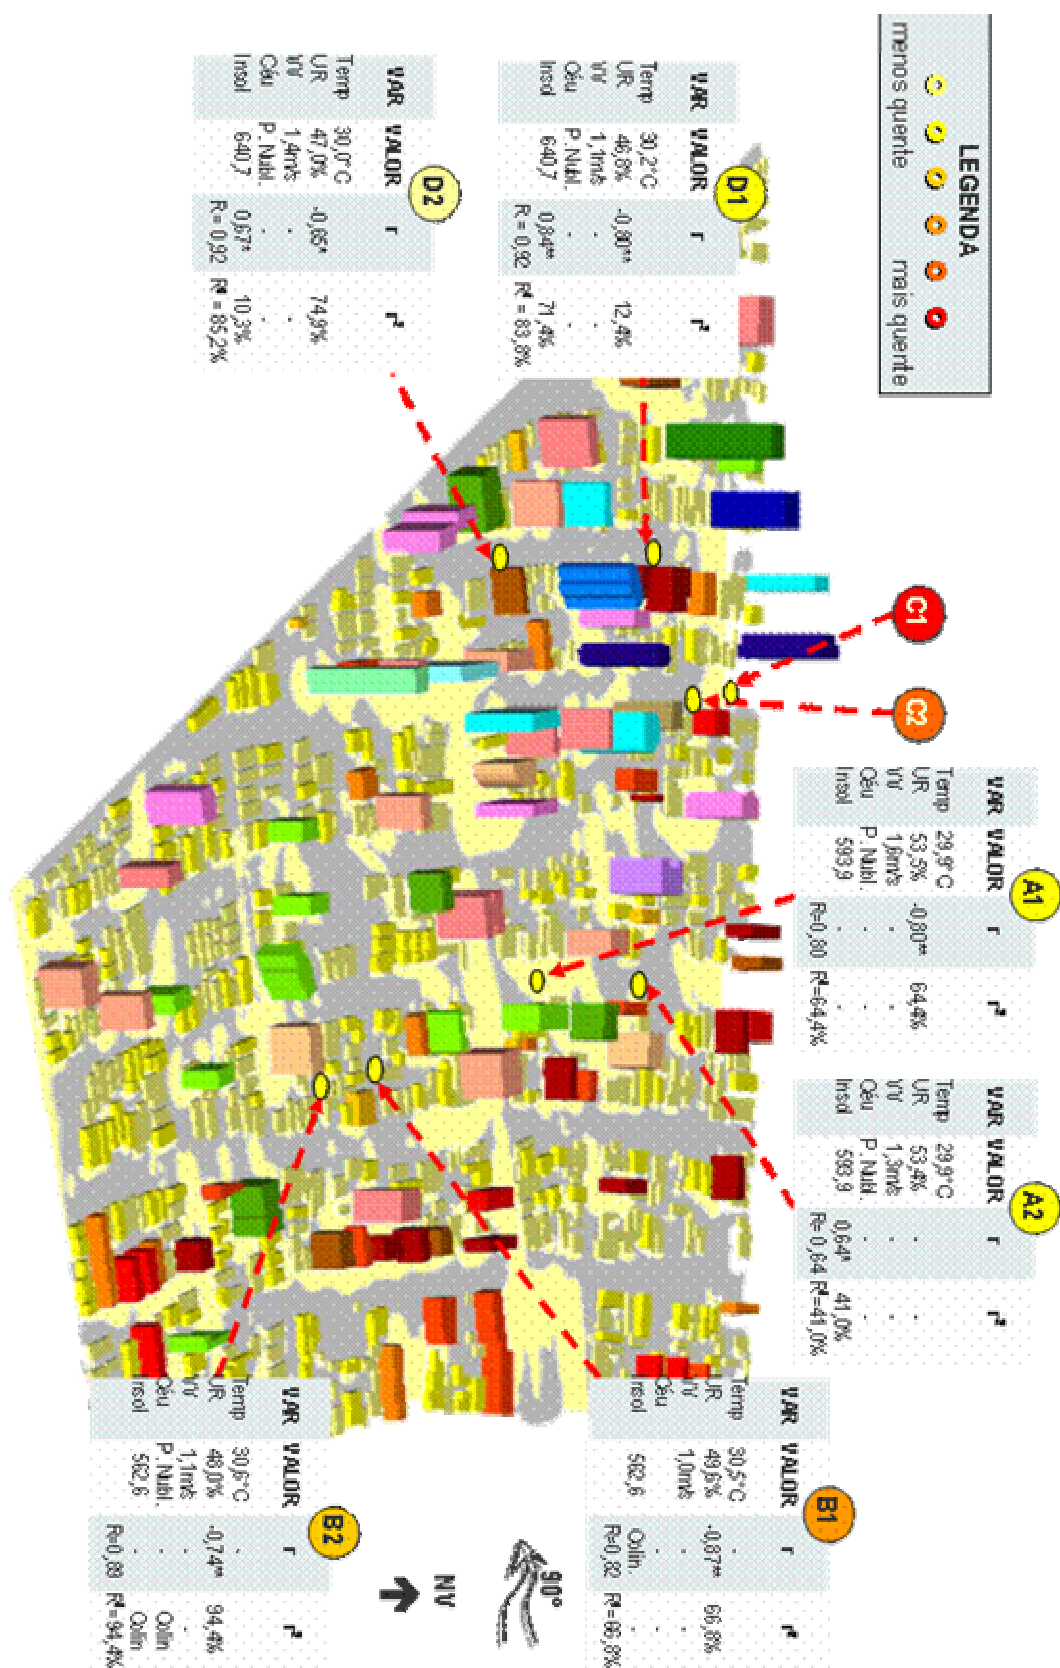 LEGENDA
menos quente mais quente
D1
VAR VALOR r r²
Temp 30,2°C
UR 46,8% -0,80** 12,4%
VV 1,1m/s - -
Céu P. Nubl. - -
Insol 640,7 0,84** 71,4%
R = 0,92 R² = 83,8%
D2
VAR VALOR r r²
Temp 30,0°C
UR 47,0% -0,65* 74,9%
VV 1,4m/s - -
Céu P. Nubl. - -
Insol 640,7 0,67* 10,3%
R = 0,92 R² = 85,2%
C1
C2
A1
VAR VALOR r r²
Temp 29,9°C
UR 53,5% -0,80** 64,4%
VV 1,6m/s - -
Céu P. Nubl. - -
Insol 593,9 - -
R=0,80 R²=64,4%
A2
VAR VALOR r r²
Temp 29,9°C
UR 53,4% - -
VV 1,3m/s - -
Céu P. Nubl - -
Insol 593,9 0,64* 41,0%
R= 0,64 R²=41,0%
B1
VAR VALOR r r²
Temp 30,5°C -
UR 49,6% -0,87** 66,8%
VV 1,0m/s - -
Céu - -
Insol 562,6 Colin. -
R=0,82 R²=66,8%
B2
VAR VALOR r r²
Temp 30,6°C -
UR 48,0% -0,74** 94,4%
VV 1,1m/s - -
Céu P. Nubl. - Colin
Insol 562,6 - Colin
R=0,89 R²=94,4%
90°
NV